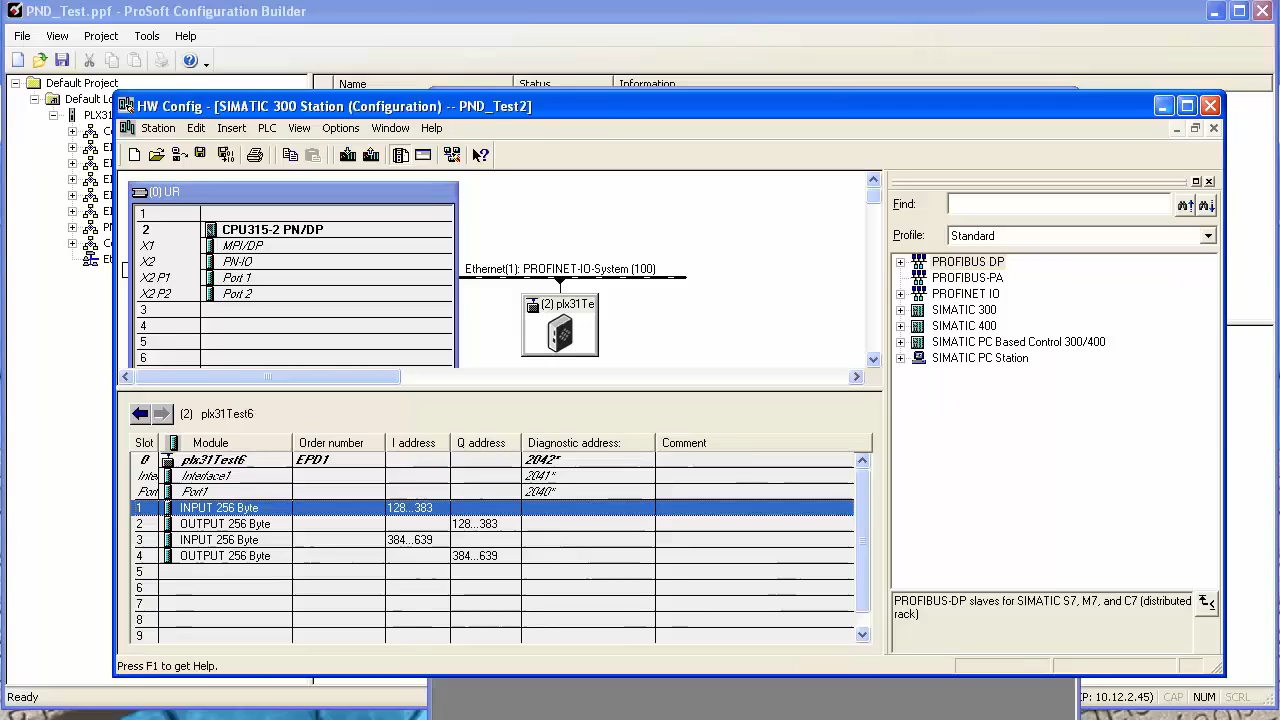 PND_Test.ppf - ProSoft Configuration Builder
File View Project Tools Help
Default Project
Name Status Information
Default Lo
PLX31
HW Config - [SIMATIC 300 Station (Configuration) -- PND_Test2]
Station Edit Insert PLC View Options Window Help
(0) UR
1
2 CPU315-2 PN/DP
X1 MPI/DP
X2 PN-IO
X2 P1 Port 1
X2 P2 Port 2
3
4
5
6
Ethernet(1): PROFINET-IO-System (100)
(2) plx31Te
Find:
Profile: Standard
PROFIBUS DP
PROFIBUS-PA
PROFINET IO
SIMATIC 300
SIMATIC 400
SIMATIC PC Based Control 300/400
SIMATIC PC Station
PROFIBUS-DP slaves for SIMATIC S7, M7, and C7 (distributed
rack)
(2) plx31Test6
Slot Module Order number I address Q address Diagnostic address: Comment
0 plx31Test6 EPD1 2042*
Inte Interface1 2041*
Por Port1 2040*
1 INPUT 256 Byte 128...383
2 OUTPUT 256 Byte 128...383
3 INPUT 256 Byte 384...639
4 OUTPUT 256 Byte 384...639
5
6
7
8
9
Press F1 to get Help.
Ready
P: 10.12.2.45) CAP NUM SCRL